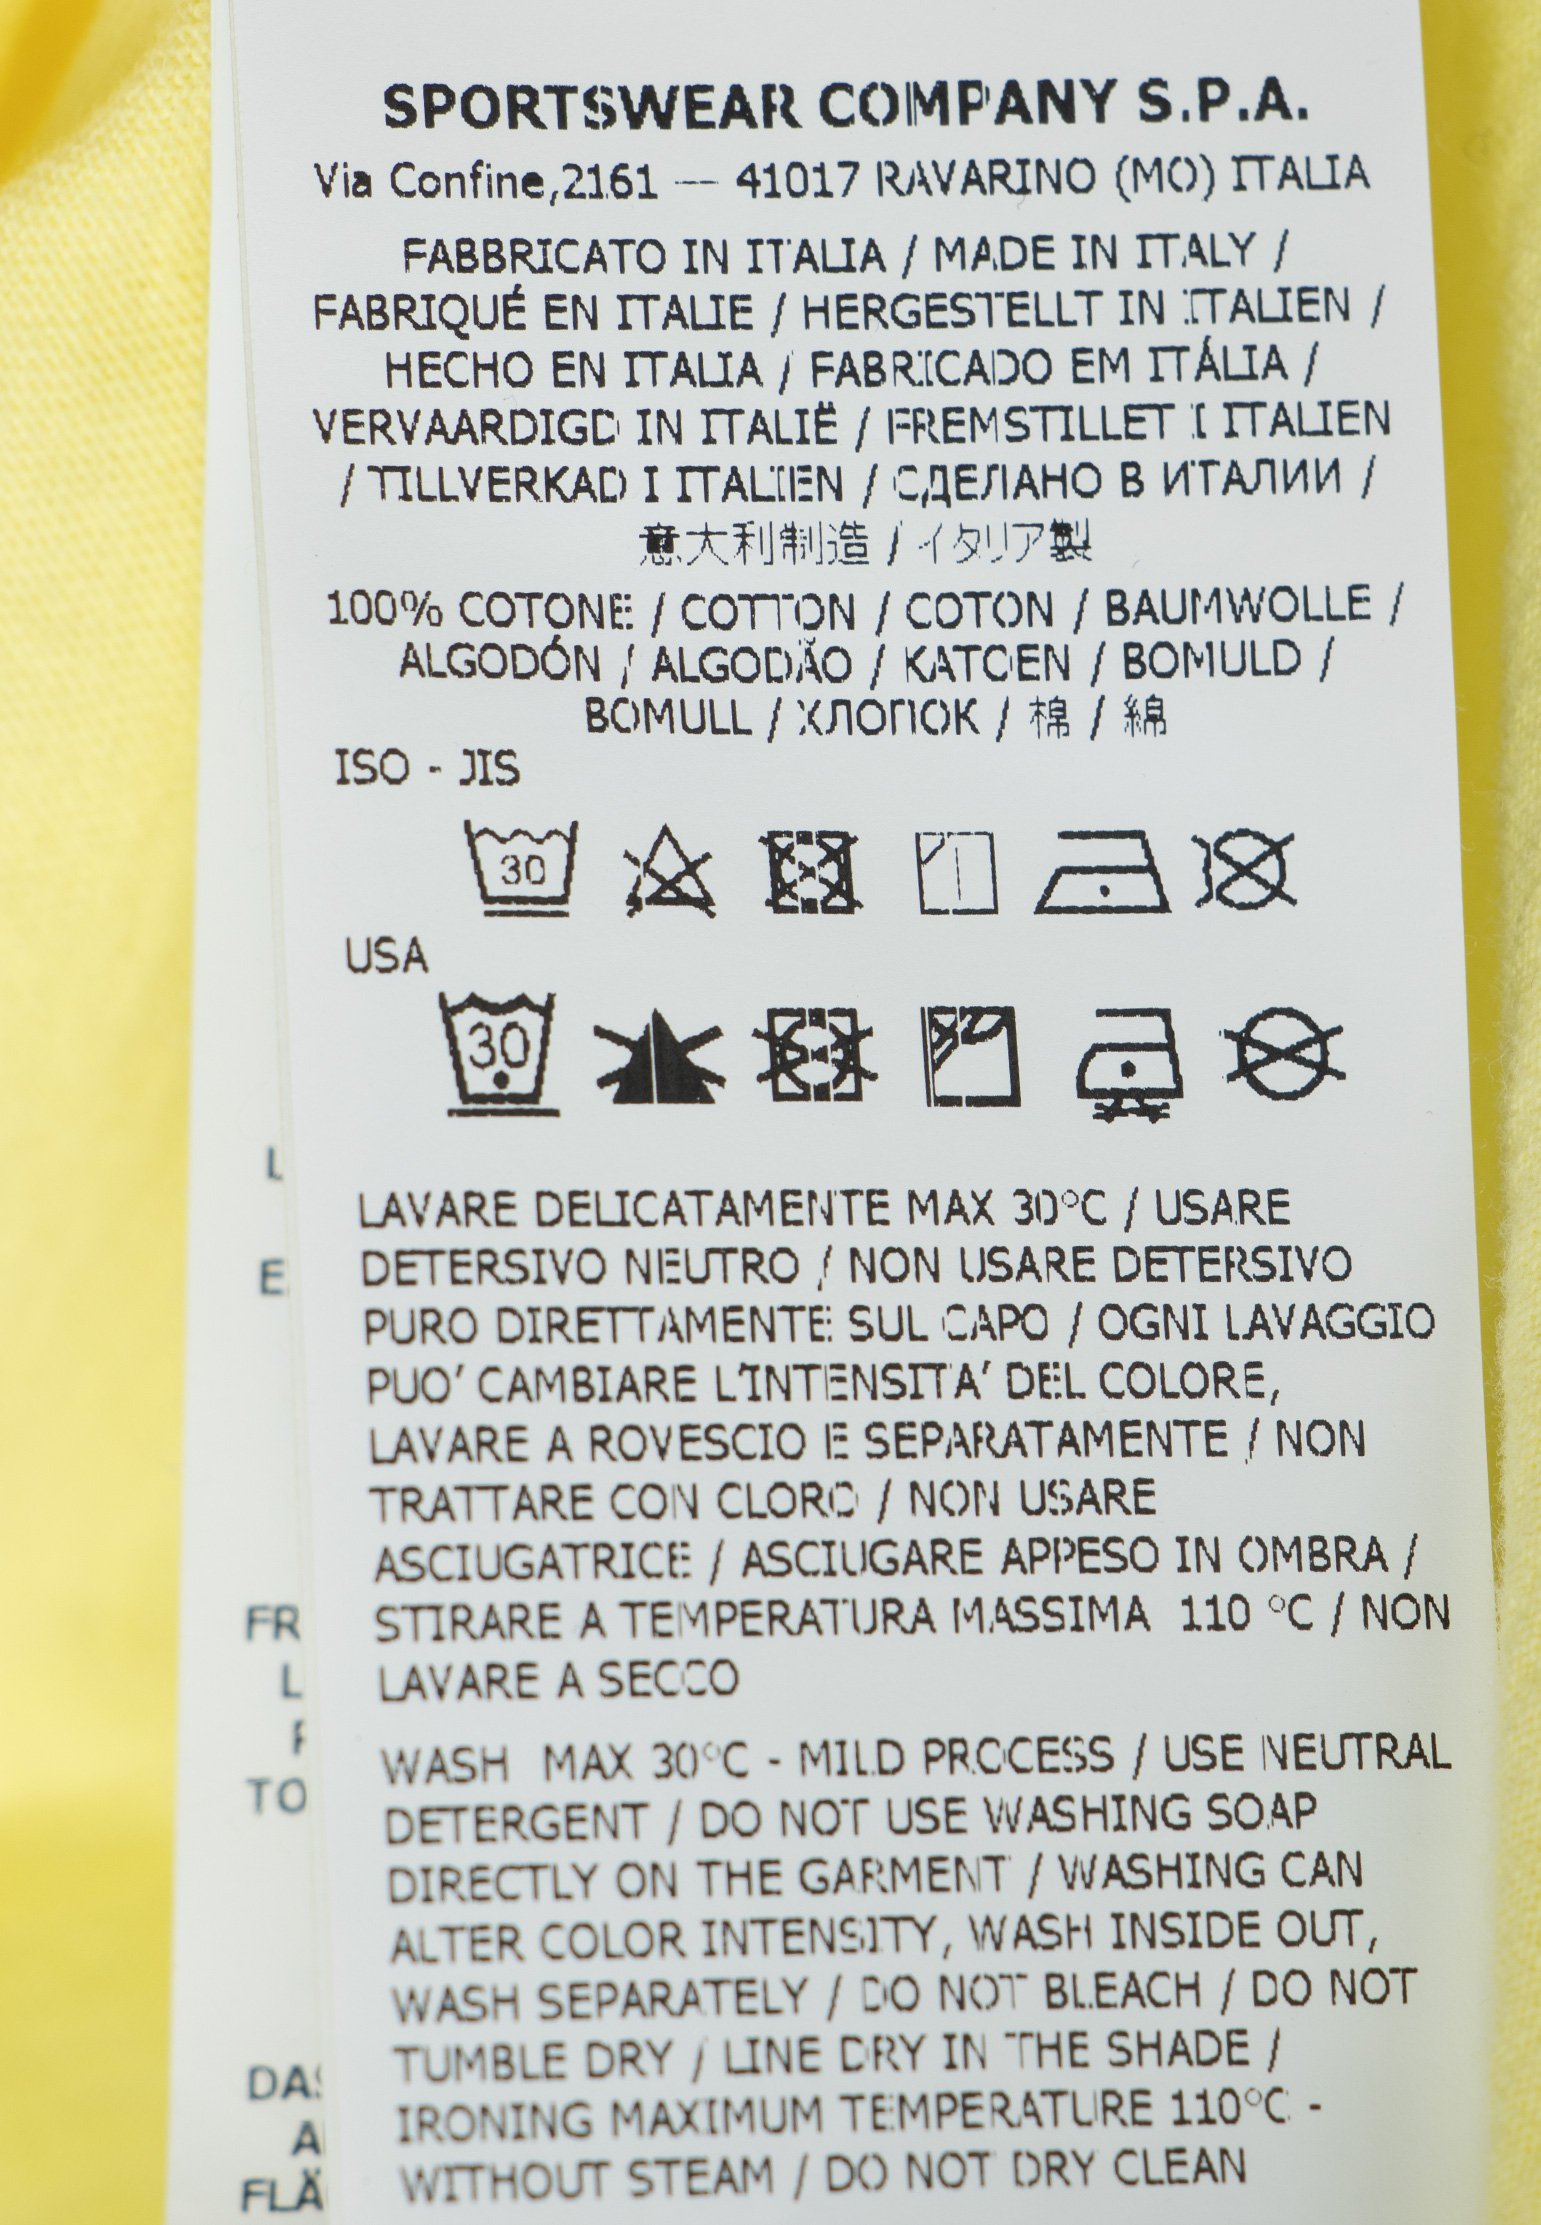 SPORTSWEAR COMPANY S.P.A.
Via Confine,2161 — 41017 RAVARINO (MO) ITALIA
FABBRICATO IN ITALIA / MADE IN ITALY /
FABRIQUÉ EN ITALIE / HERGESTELLT IN ITALIEN /
HECHO EN ITALIA / FABRICADO EM ITÁLIA /
VERVAARDIGD IN ITALIË / FREMSTILLET I ITALIEN
/ TILLVERKAD I ITALIEN / СДЕЛАНО В ИТАЛИИ /
意大利制造 / イタリア製
100% COTONE / COTTON / COTON / BAUMWOLLE /
ALGODÓN / ALGODÃO / KATOEN / BOMULD /
BOMULL / ХЛОПОК / 棉 / 綿
ISO - JIS
30
USA
30
LAVARE DELICATAMENTE MAX 30°C / USARE
DETERSIVO NEUTRO / NON USARE DETERSIVO
PURO DIRETTAMENTE SUL CAPO / OGNI LAVAGGIO
PUO' CAMBIARE L'INTENSITA' DEL COLORE,
LAVARE A ROVESCIO E SEPARATAMENTE / NON
TRATTARE CON CLORO / NON USARE
ASCIUGATRICE / ASCIUGARE APPESO IN OMBRA /
STIRARE A TEMPERATURA MASSIMA 110 °C / NON
LAVARE A SECCO
WASH MAX 30°C - MILD PROCESS / USE NEUTRAL
DETERGENT / DO NOT USE WASHING SOAP
DIRECTLY ON THE GARMENT / WASHING CAN
ALTER COLOR INTENSITY, WASH INSIDE OUT,
WASH SEPARATELY / DO NOT BLEACH / DO NOT
TUMBLE DRY / LINE DRY IN THE SHADE /
IRONING MAXIMUM TEMPERATURE 110°C -
WITHOUT STEAM / DO NOT DRY CLEAN